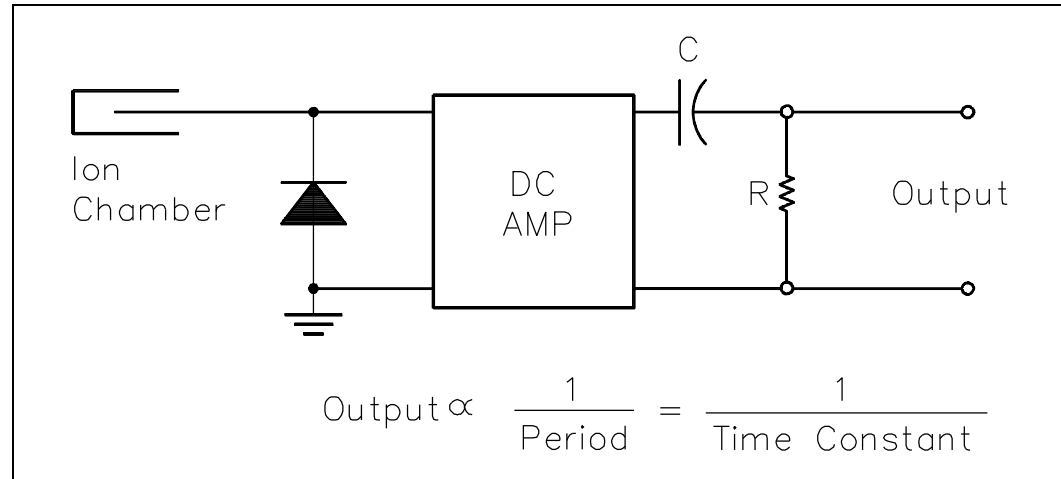 C
Ion
Chamber
DC
AMP
R
Output
Output ∝ 1/Period = 1/Time Constant